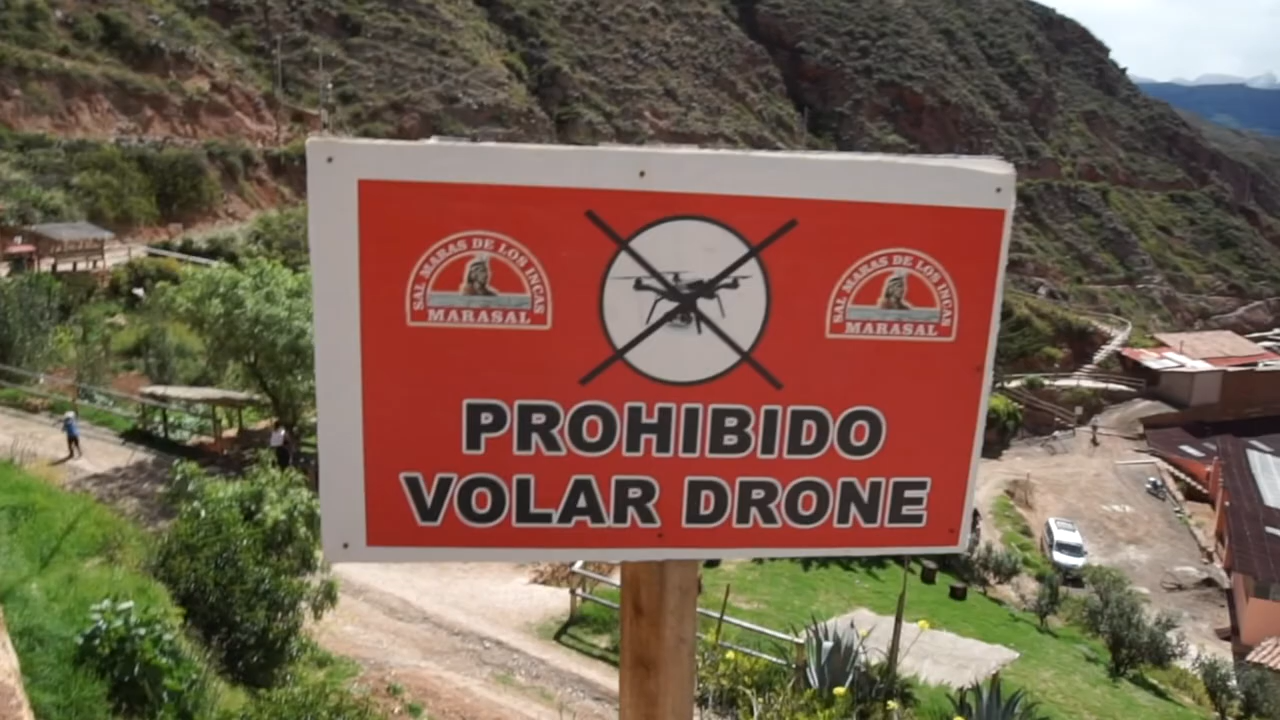 SAL MARAS DE LOS INCAS
MARASAL
SAL MARAS DE LOS INCAS
MARASAL
PROHIBIDO
VOLAR DRONE